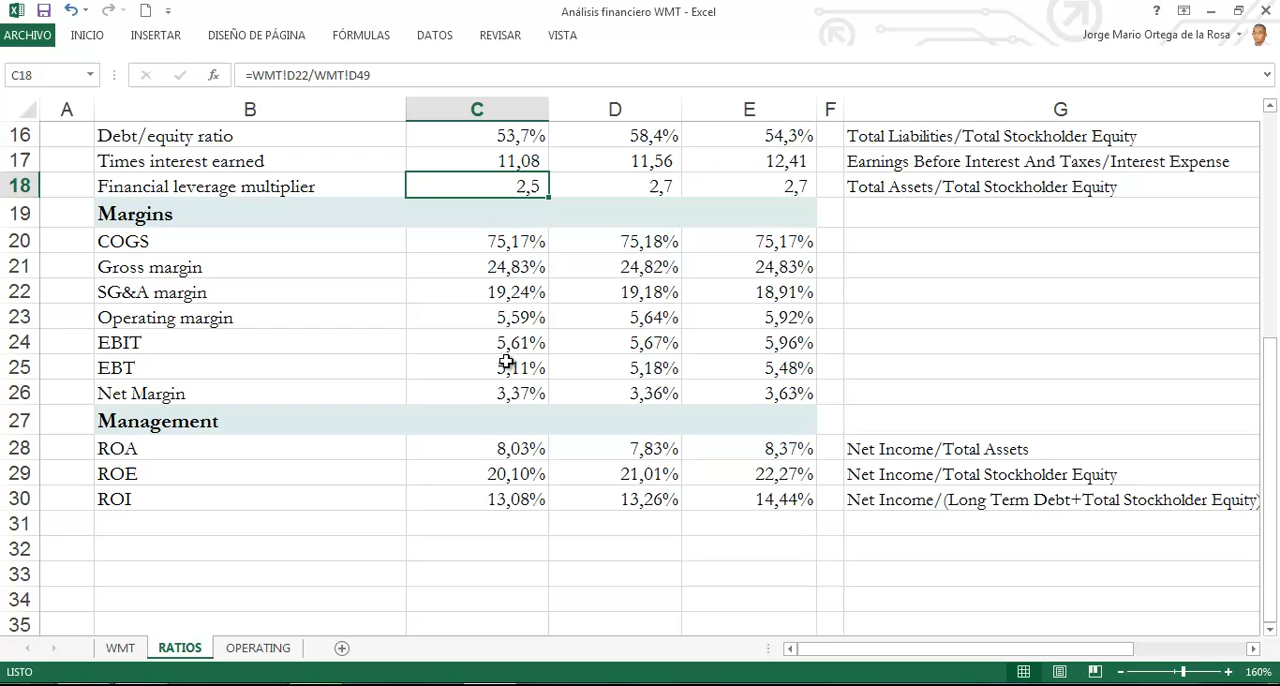 Análisis financiero WMT - Excel
?
ARCHIVO INICIO INSERTAR DISEÑO DE PÁGINA FÓRMULAS DATOS REVISAR VISTA Jorge Mario Ortega de la Rosa
C18 fx =WMT!D22/WMT!D49
A B C D E F G
16 Debt/equity ratio 53,7% 58,4% 54,3% Total Liabilities/Total Stockholder Equity
17 Times interest earned 11,08 11,56 12,41 Earnings Before Interest And Taxes/Interest Expense
18 Financial leverage multiplier 2,5 2,7 2,7 Total Assets/Total Stockholder Equity
19 Margins
20 COGS 75,17% 75,18% 75,17%
21 Gross margin 24,83% 24,82% 24,83%
22 SG&A margin 19,24% 19,18% 18,91%
23 Operating margin 5,59% 5,64% 5,92%
24 EBIT 5,61% 5,67% 5,96%
25 EBT 5,11% 5,18% 5,48%
26 Net Margin 3,37% 3,36% 3,63%
27 Management
28 ROA 8,03% 7,83% 8,37% Net Income/Total Assets
29 ROE 20,10% 21,01% 22,27% Net Income/Total Stockholder Equity
30 ROI 13,08% 13,26% 14,44% Net Income/(Long Term Debt+Total Stockholder Equity)
31
32
33
34
35
WMT RATIOS OPERATING
LISTO 160%